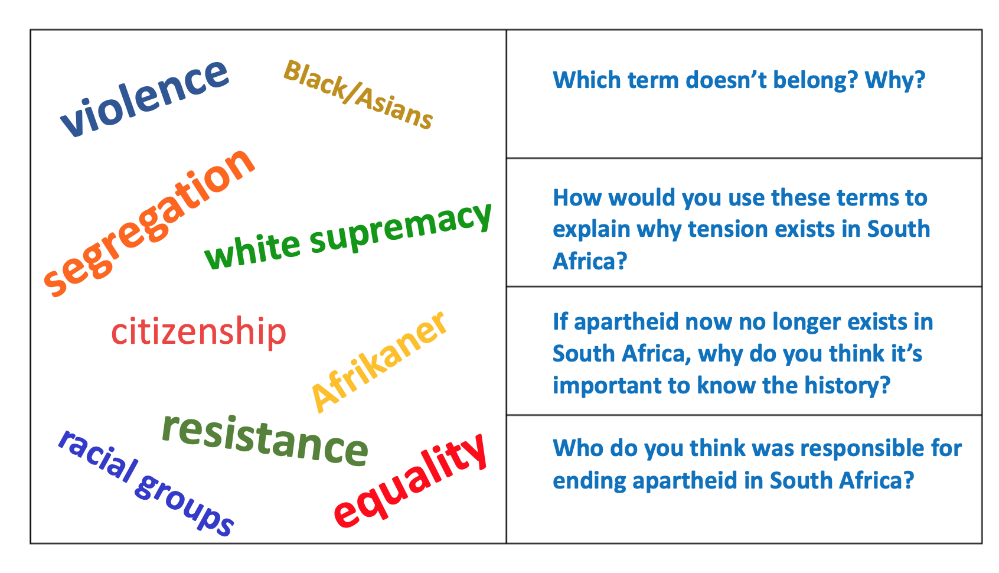 violence
Black/Asians
segregation
white supremacy
citizenship
Afrikaner
resistance
racial groups
equality
Which term doesn’t belong? Why?
How would you use these terms to
explain why tension exists in South
Africa?
If apartheid now no longer exists in
South Africa, why do you think it’s
important to know the history?
Who do you think was responsible for
ending apartheid in South Africa?